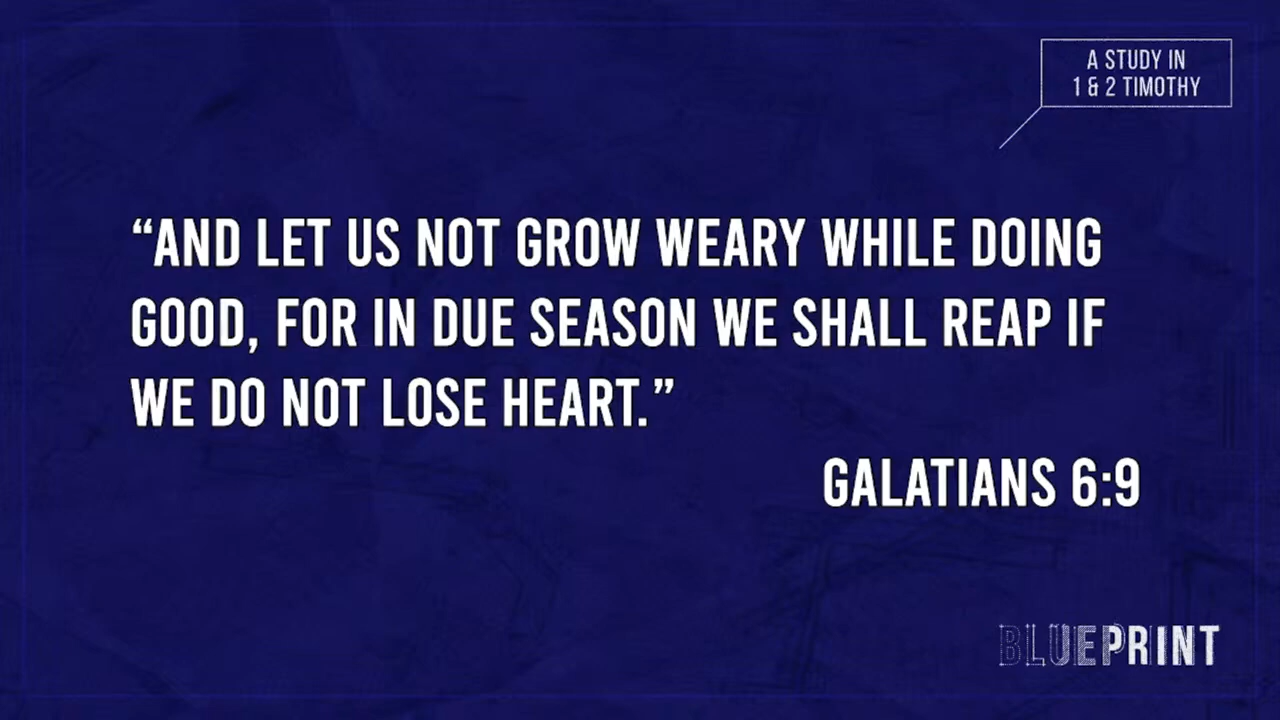 A STUDY IN
1 & 2 TIMOTHY
“AND LET US NOT GROW WEARY WHILE DOING
GOOD, FOR IN DUE SEASON WE SHALL REAP IF
WE DO NOT LOSE HEART.”
GALATIANS 6:9
BLUEPRINT